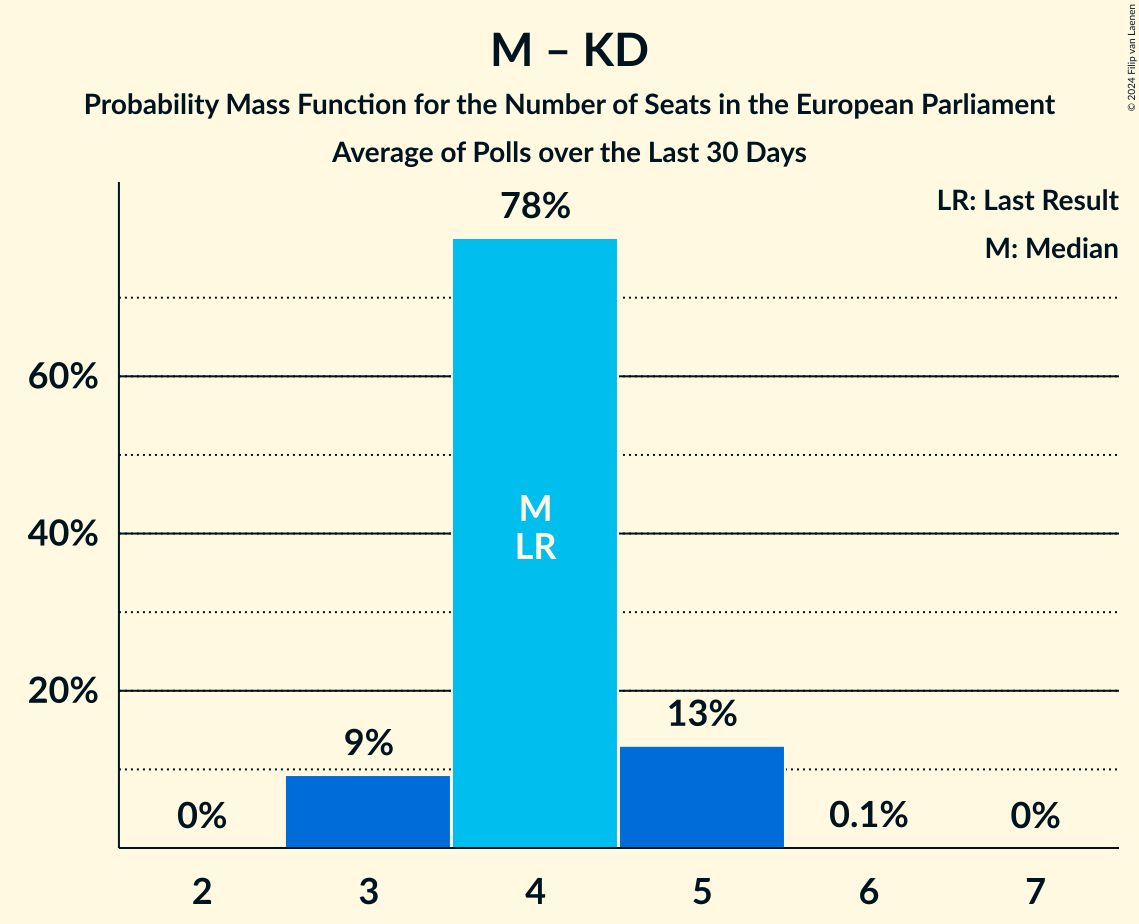 M – KD
Probability Mass Function for the Number of Seats in the European Parliament
Average of Polls over the Last 30 Days
© 2024 Filip van Laenen
LR: Last Result
M: Median
78%
60%
40%
20%
M
LR
9%
13%
0%
0.1%
0%
2 3 4 5 6 7